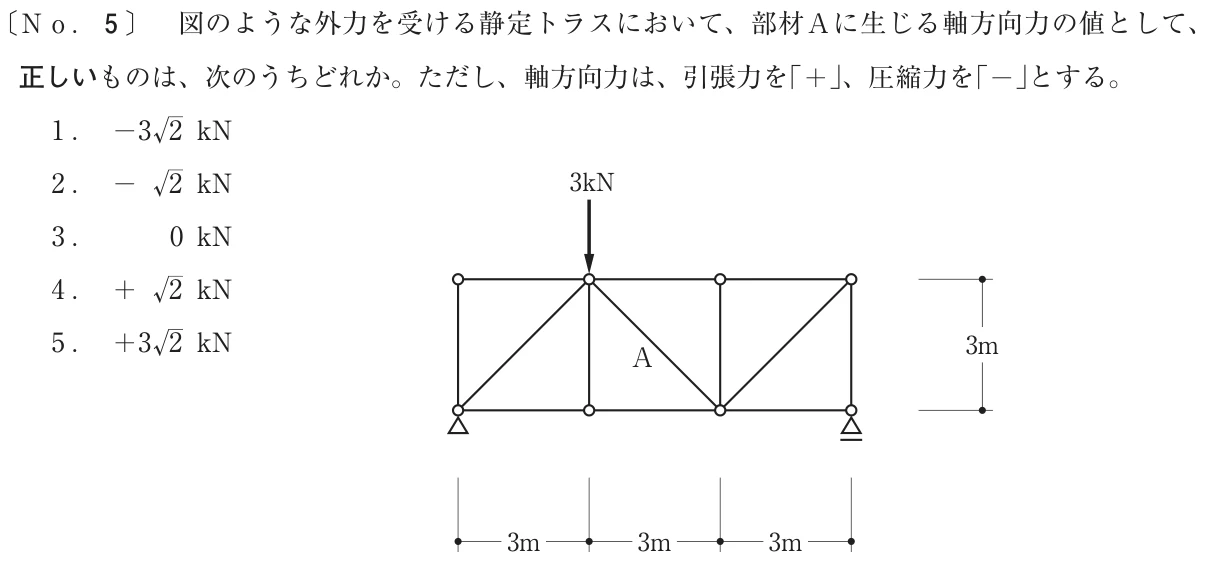 〔Ｎｏ．５〕　図のような外力を受ける静定トラスにおいて、部材Ａに生じる軸方向力の値として、
正しいものは、次のうちどれか。ただし、軸方向力は、引張力を「＋」、圧縮力を「－」とする。
1． −3√2 kN
2． − √2 kN
3． 0 kN
4． + √2 kN
5． +3√2 kN
3kN
A
3m
3m 3m 3m